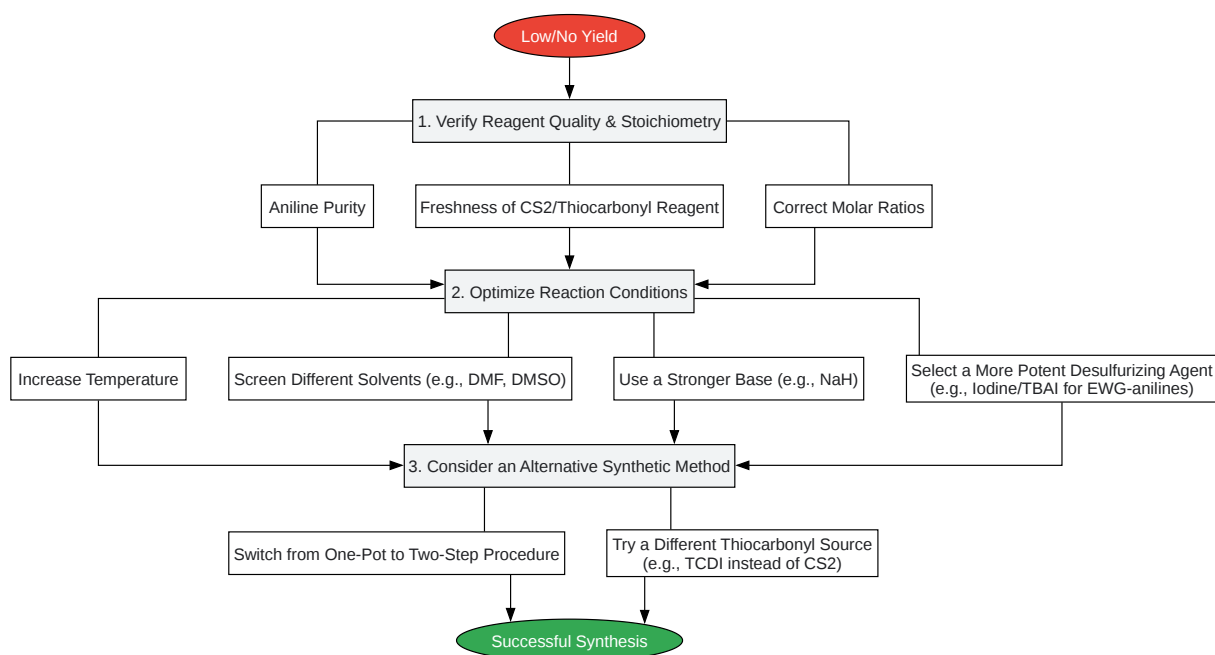 Low/No Yield
1. Verify Reagent Quality & Stoichiometry
Aniline Purity
Freshness of CS2/Thiocarbonyl Reagent
Correct Molar Ratios
2. Optimize Reaction Conditions
Increase Temperature
Screen Different Solvents (e.g., DMF, DMSO)
Use a Stronger Base (e.g., NaH)
Select a More Potent Desulfurizing Agent
(e.g., Iodine/TBAI for EWG-anilines)
3. Consider an Alternative Synthetic Method
Switch from One-Pot to Two-Step Procedure
Try a Different Thiocarbonyl Source
(e.g., TCDI instead of CS2)
Successful Synthesis